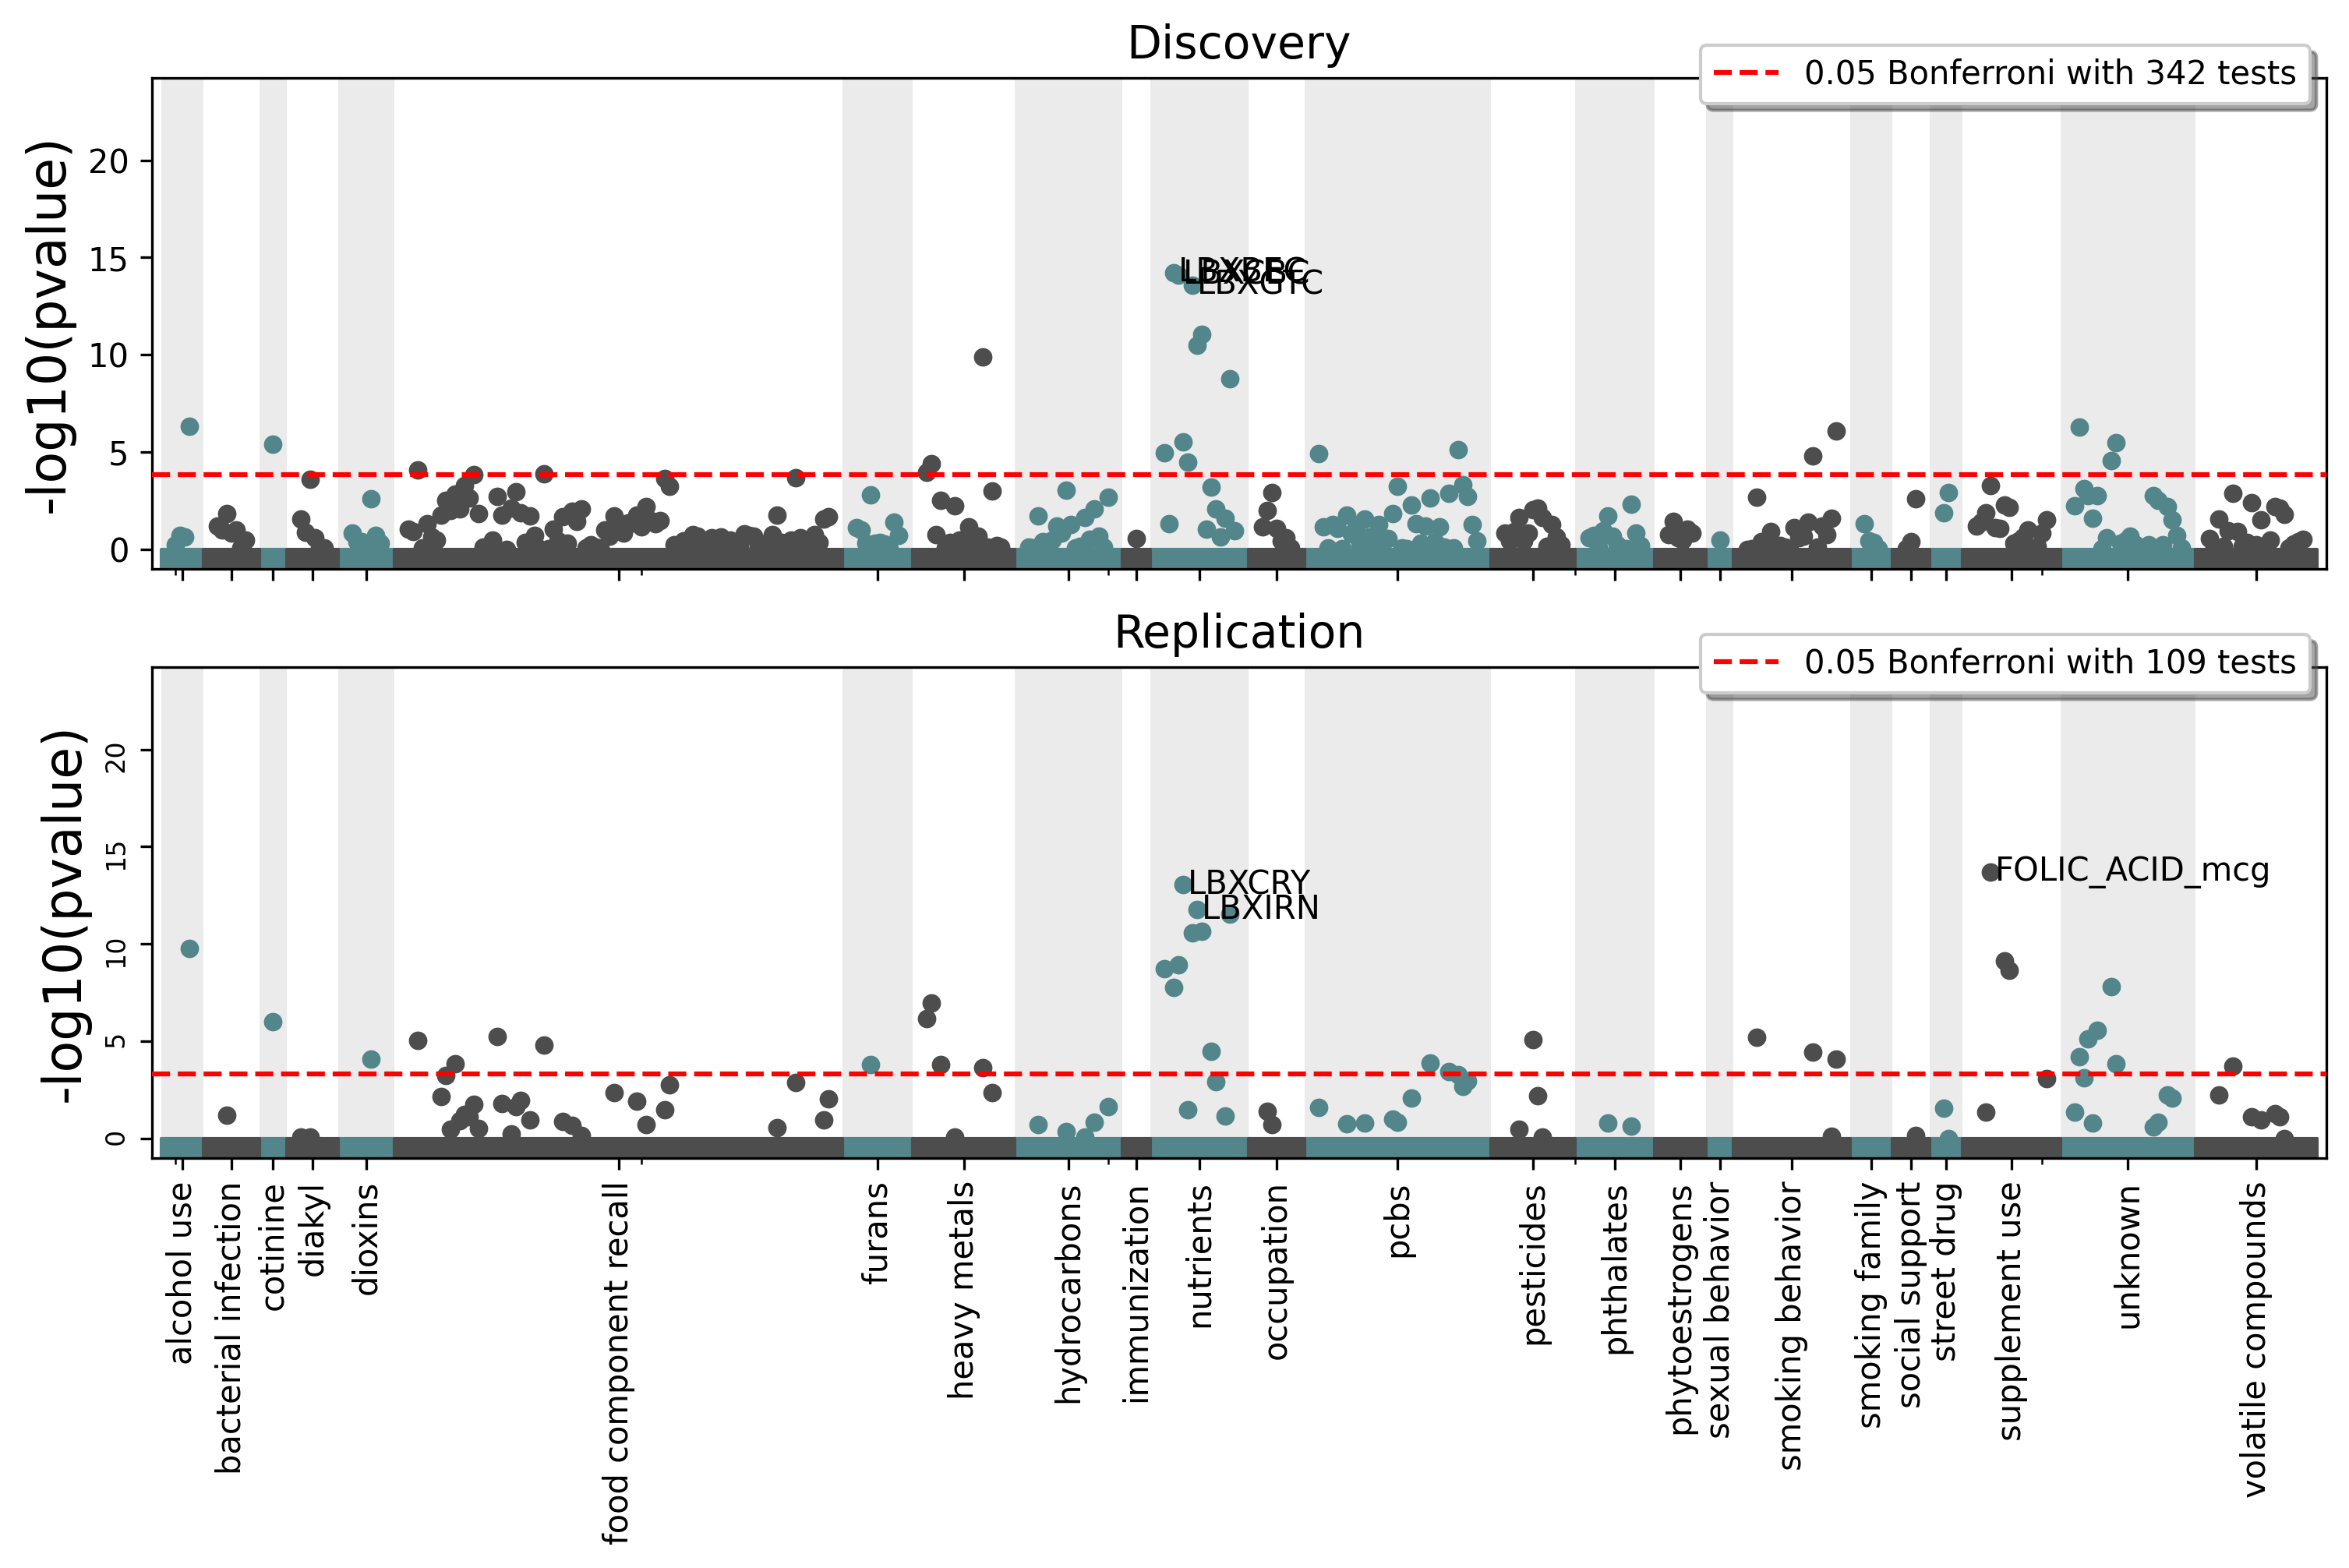 Discovery
0.05 Bonferroni with 342 tests
-log10(pvalue)
20
15
10
5
0
LBXBEC
LBXGTC
Replication
0.05 Bonferroni with 109 tests
-log10(pvalue)
20
15
10
5
0
LBXCRY
LBXIRN
FOLIC_ACID_mcg
alcohol use
bacterial infection
cotinine
diakyl
dioxins
food component recall
furans
heavy metals
hydrocarbons
immunization
nutrients
occupation
pcbs
pesticides
phthalates
phytoestrogens
sexual behavior
smoking behavior
smoking family
social support
street drug
supplement use
unknown
volatile compounds